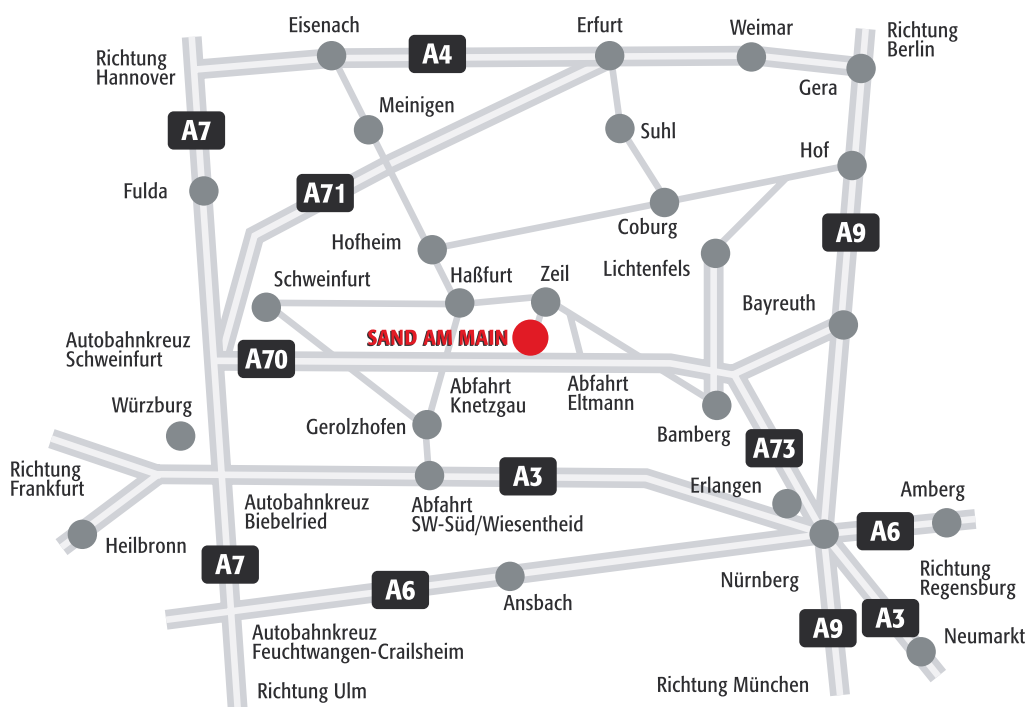 Eisenach
Erfurt
Weimar
Richtung
Berlin
Richtung
Hannover
A4
Gera
Meinigen
A7
Suhl
Hof
Fulda
A71
Coburg
A9
Hofheim
Lichtenfels
Schweinfurt
Haßfurt
Zeil
Bayreuth
SAND AM MAIN
Autobahnkreuz
Schweinfurt
A70
Abfahrt
Knetzgau
Abfahrt
Eltmann
Würzburg
Gerolzhofen
Bamberg
A73
Richtung
Frankfurt
A3
Erlangen
Amberg
Autobahnkreuz
Biebelried
Abfahrt
SW-Süd/Wiesentheid
Heilbronn
A6
A7
Nürnberg
Richtung
Regensburg
A6
Ansbach
A9
A3
Neumarkt
Autobahnkreuz
Feuchtwangen-Crailsheim
Richtung Ulm
Richtung München